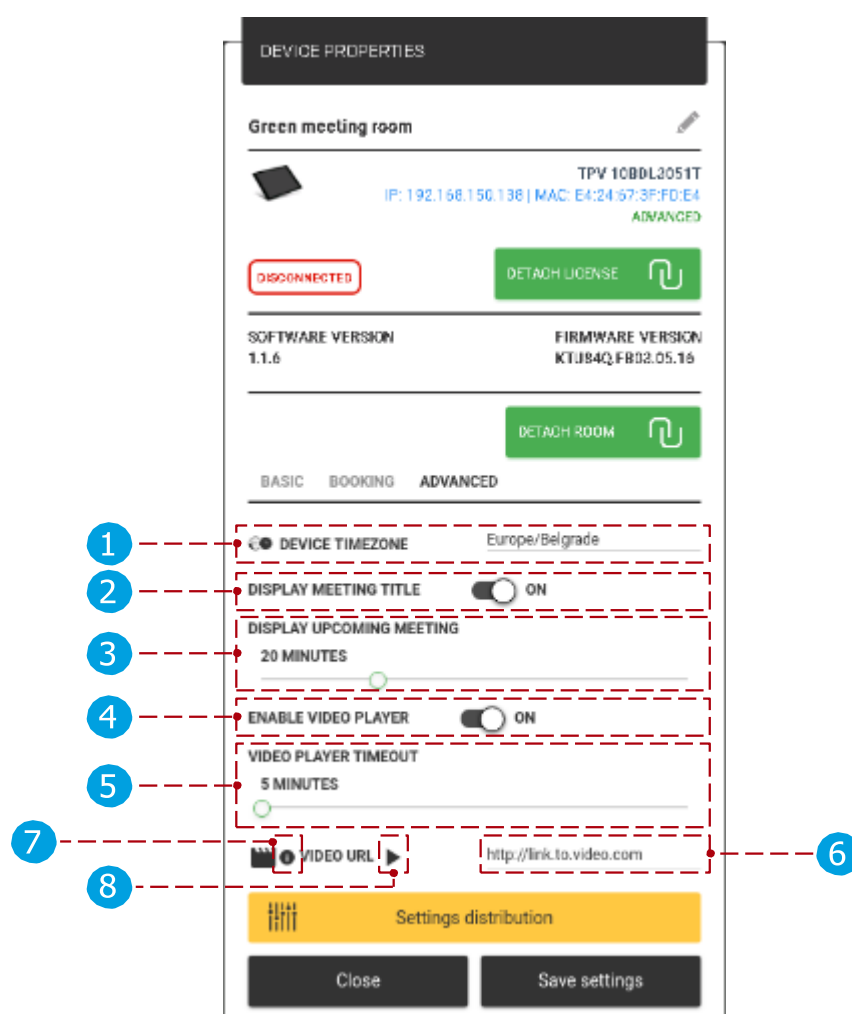 DEVICE PROPERTIES
Green meeting room
TPV 10BDL3051T
IP: 192.168.150.138 | MAC: E4:24:67:3F:FD:E4
ADVANCED
DISCONNECTED
DETACH LICENSE
SOFTWARE VERSION FIRMWARE VERSION
1.1.6 KTU84Q.FB02.05.16
DETACH ROOM
BASIC BOOKING ADVANCED
1 DEVICE TIMEZONE Europe/Belgrade
2 DISPLAY MEETING TITLE ON
DISPLAY UPCOMING MEETING
3 20 MINUTES
4 ENABLE VIDEO PLAYER ON
VIDEO PLAYER TIMEOUT
5 5 MINUTES
7 VIDEO URL http://link.to.video.com 6
8
Settings distribution
Close Save settings